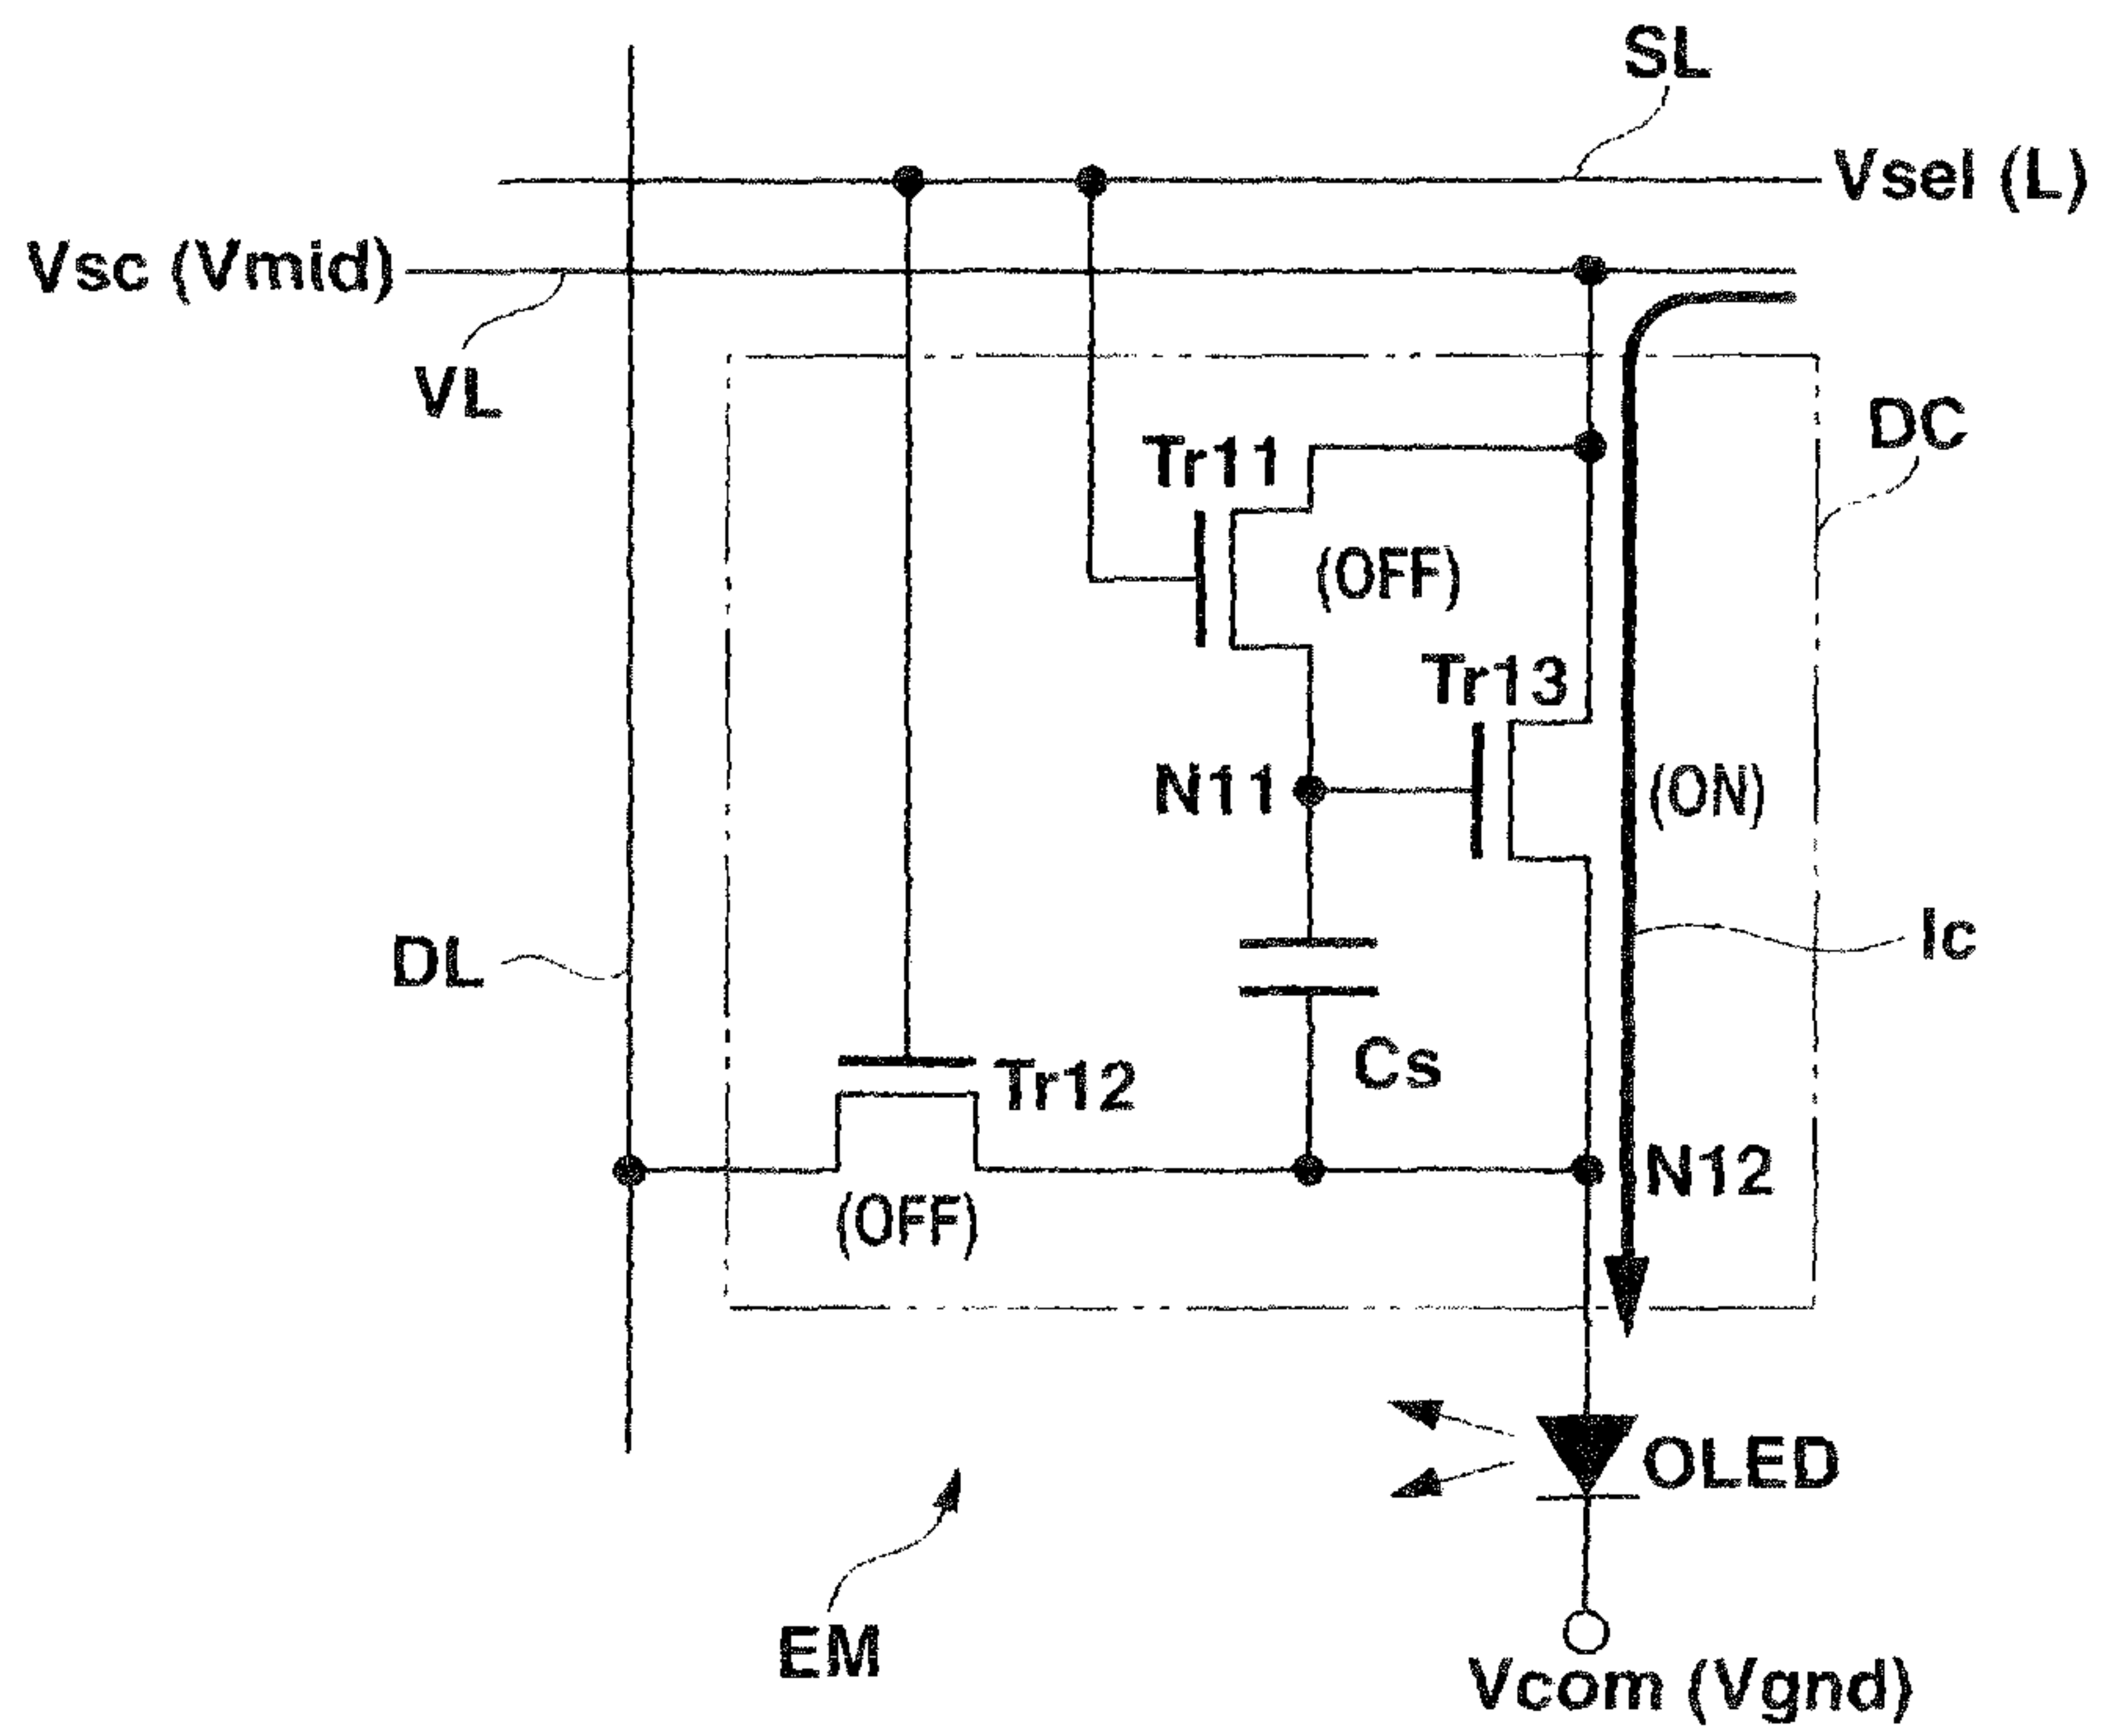 SL
Vsel (L)
Vsc (Vmid)
VL
DC
Tr11
(OFF)
Tr13
N11
(ON)
DL
Ic
Cs
Tr12
N12
(OFF)
OLED
EM
Vcom (Vgnd)